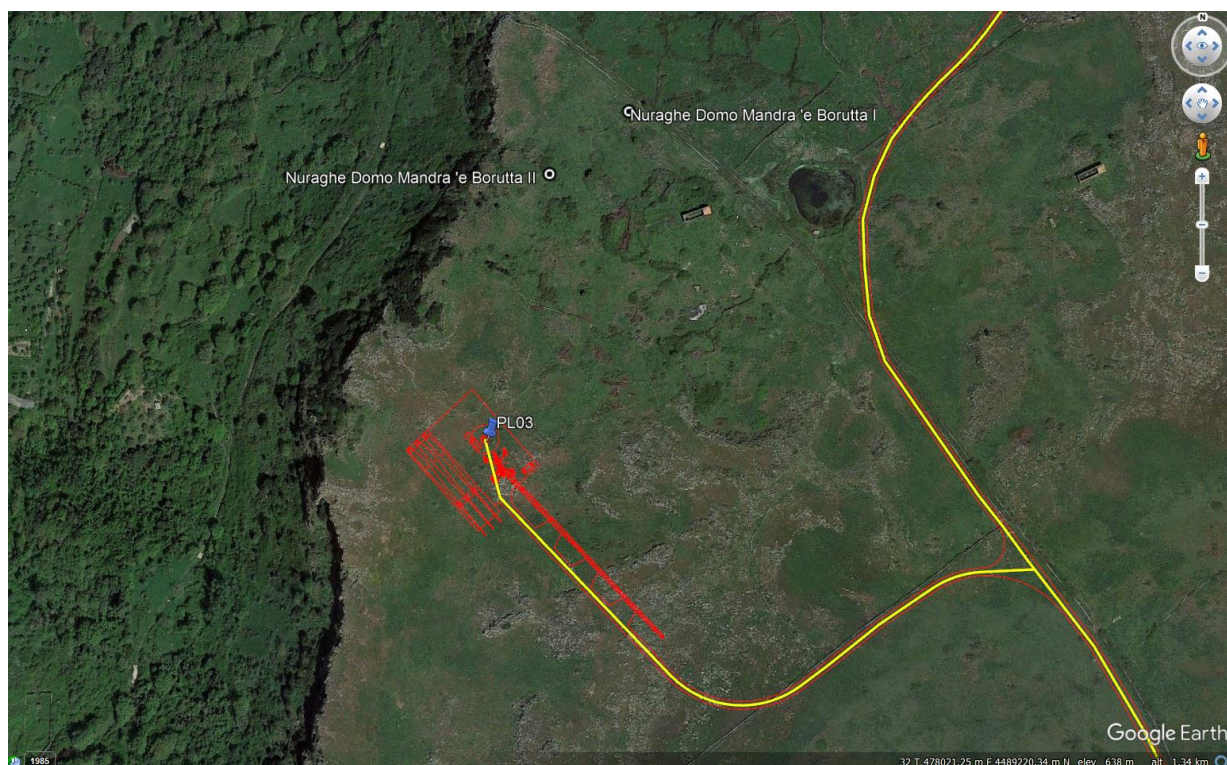 N
Nuraghe Domo Mandra 'e Borutta I
Nuraghe Domo Mandra 'e Borutta II
PL03
Google Earth
1985
32 T 478021.25 m E 4489220.34 m N elev 638 m alt 1.34 km